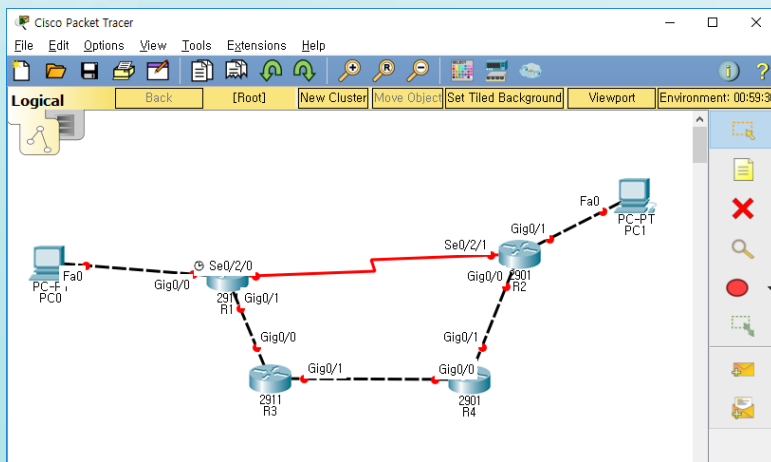 Cisco Packet Tracer
File Edit Options View Tools Extensions Help
Logical Back [Root] New Cluster Move Object Set Tiled Background Viewport Environment: 00:59:3
Fa0
PC-PT
PC1
Gig0/1
Se0/2/1
2901
R2
Gig0/0
Se0/2/0
Fa0
PC0
Gig0/0
R1
Gig0/1
Gig0/0
Gig0/1
Gig0/1
Gig0/0
2911
R3
2901
R4